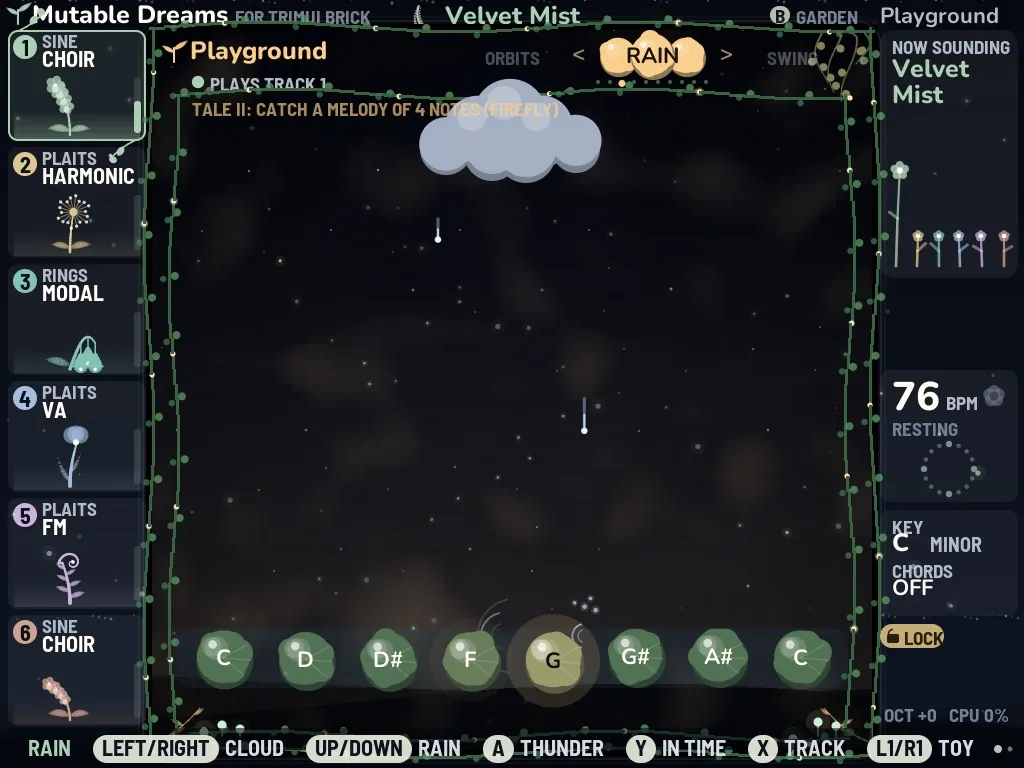 Mutable Dreams FOR TRIMUI BRICK
Velvet Mist
B GARDEN
Playground
1 SINE
CHOIR
2 PLAITS
HARMONIC
3 RINGS
MODAL
4 PLAITS
VA
5 PLAITS
FM
6 SINE
CHOIR
Playground
PLAYS TRACK 1
ORBITS < RAIN > SWING
TALE II: CATCH A MELODY OF 4 NOTES (FIREFLY)
C D D# F G G# A# C
NOW SOUNDING
Velvet
Mist
76 BPM
RESTING
KEY
C MINOR
CHORDS
OFF
LOCK
OCT +0 CPU 0%
RAIN LEFT/RIGHT CLOUD UP/DOWN RAIN A THUNDER Y IN TIME X TRACK L1/R1 TOY